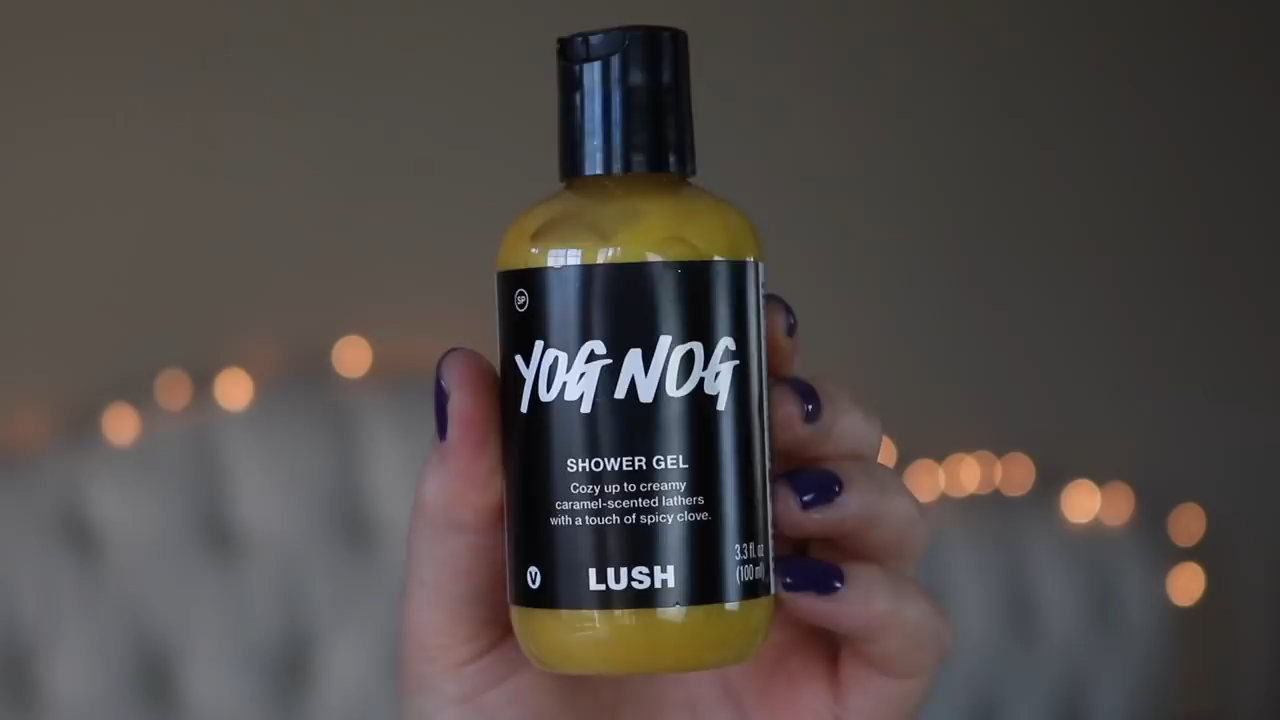 SP
YOG NOG
SHOWER GEL
Cozy up to creamy
caramel-scented lathers
with a touch of spicy clove.
3.3 fl. oz
(100 ml)
V
LUSH